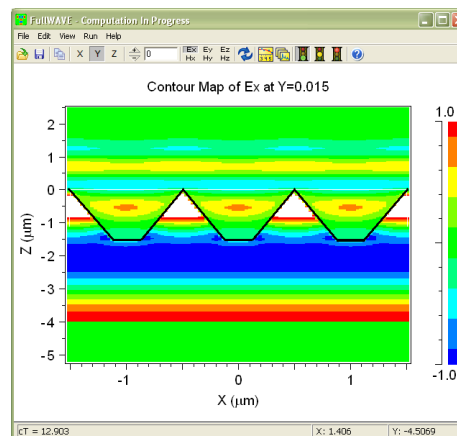 FullWAVE - Computation In Progress
File Edit View Run Help
X Y Z 0 Ex Ey Ez
Hx Hy Hz
Contour Map of Ex at Y=0.015
1.0
2
1
0
-1
-2
-3
-4
-5
Z (μm)
-1.0
-1 0 1
X (μm)
cT = 12.903 X: 1.406 Y: -4.5069